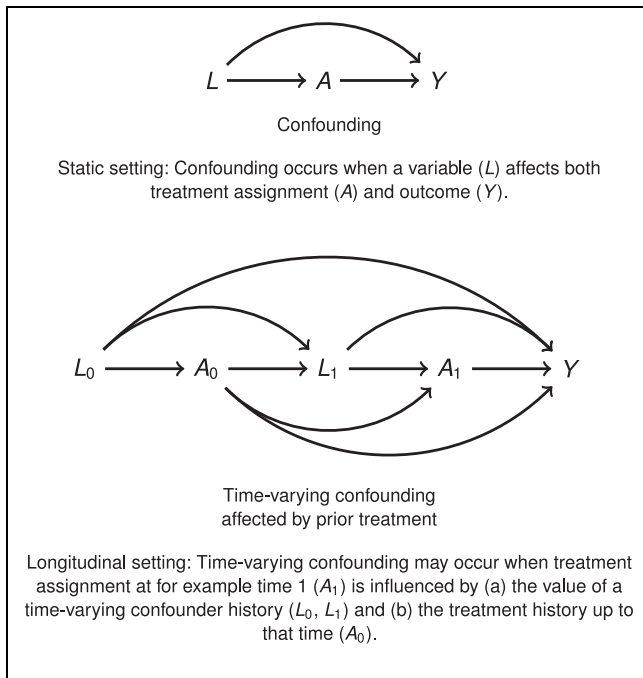 L A Y
Confounding
Static setting: Confounding occurs when a variable (L) affects both
treatment assignment (A) and outcome (Y).
L₀ A₀ L₁ A₁ Y
Time-varying confounding
affected by prior treatment
Longitudinal setting: Time-varying confounding may occur when treatment
assignment at for example time 1 (A₁) is influenced by (a) the value of a
time-varying confounder history (L₀, L₁) and (b) the treatment history up to
that time (A₀).